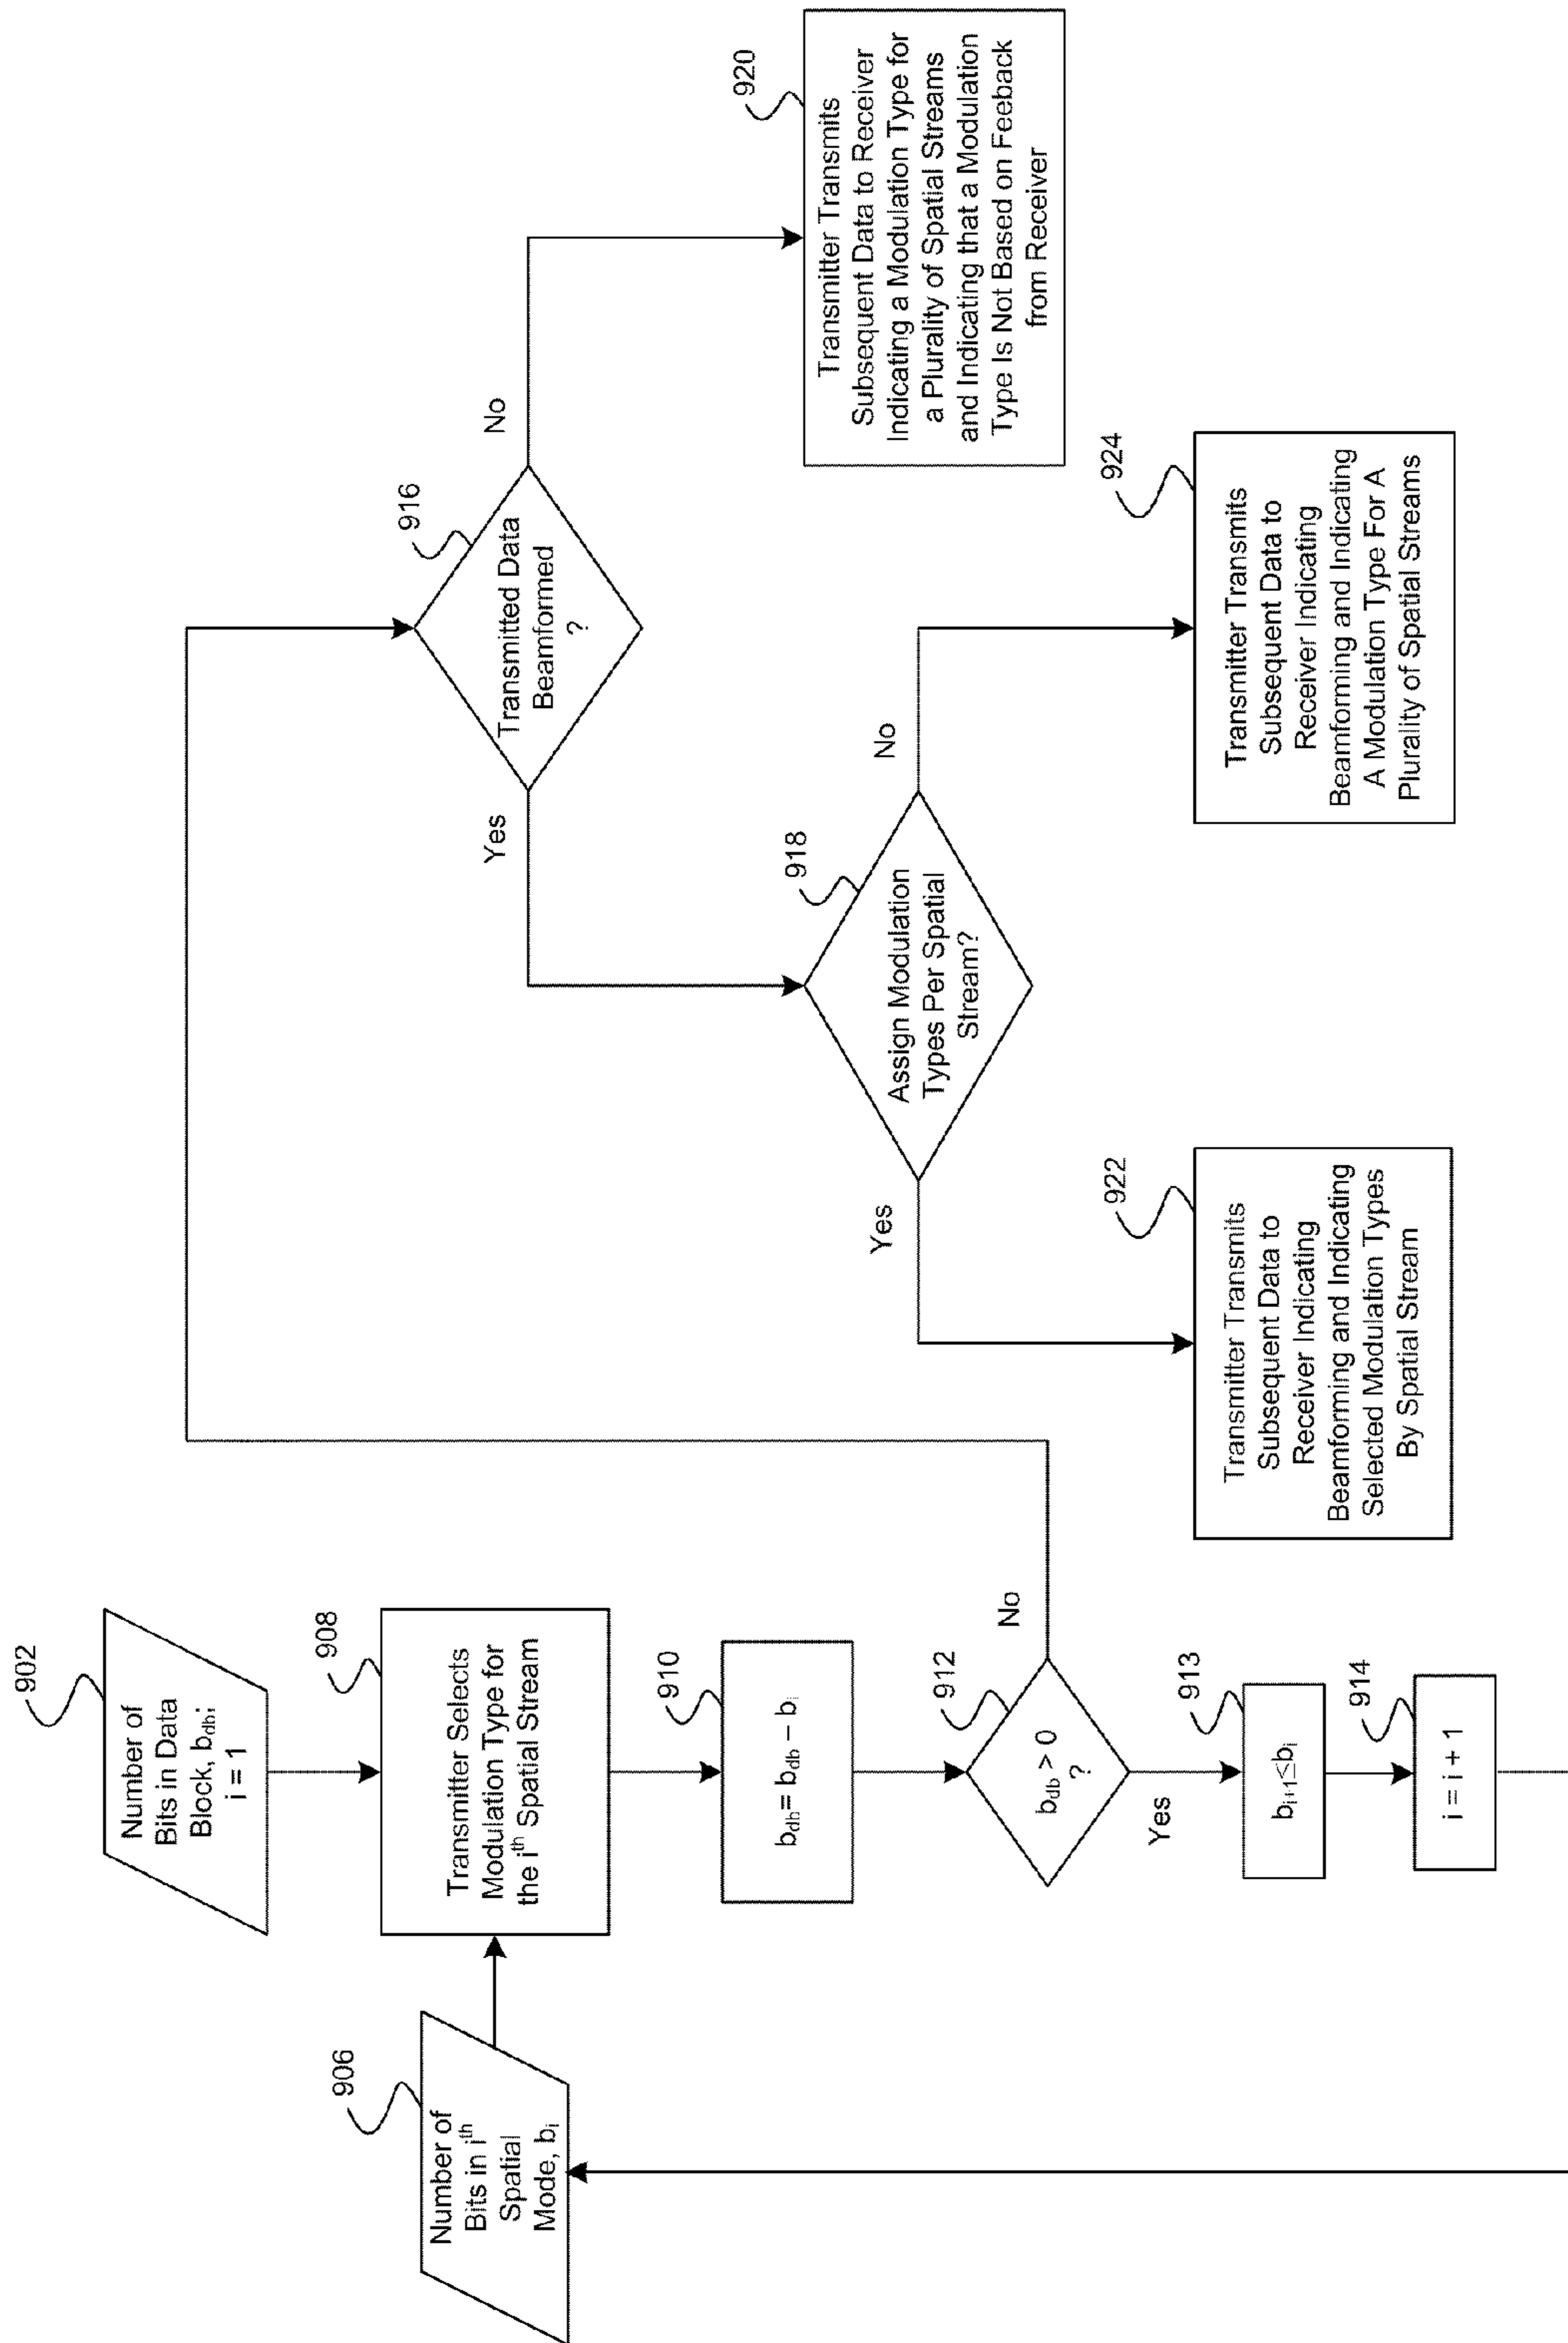 902
Number of
Bits in Data
Block, b_db;
i = 1
906
Number of
Bits in i^th
Spatial
Mode, b_i
908
Transmitter Selects
Modulation Type for
the i^th Spatial Stream
910
b_db = b_db – b_i
912
b_db > 0
?
No
Yes
913
b_i+1≤b_i
914
i = i + 1
916
Transmitted Data
Beamformed
?
Yes
No
918
Assign Modulation
Types Per Spatial
Stream?
Yes
No
920
Transmitter Transmits
Subsequent Data to Receiver
Indicating a Modulation Type for
a Plurality of Spatial Streams
and Indicating that a Modulation
Type Is Not Based on Feeback
from Receiver
922
Transmitter Transmits
Subsequent Data to
Receiver Indicating
Beamforming and Indicating
Selected Modulation Types
By Spatial Stream
924
Transmitter Transmits
Subsequent Data to
Receiver Indicating
Beamforming and Indicating
A Modulation Type For A
Plurality of Spatial Streams